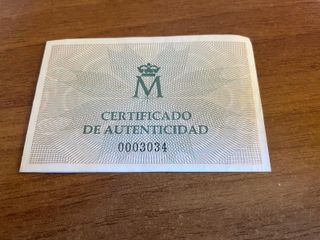 M
CERTIFICADO
DE AUTENTICIDAD
0003034